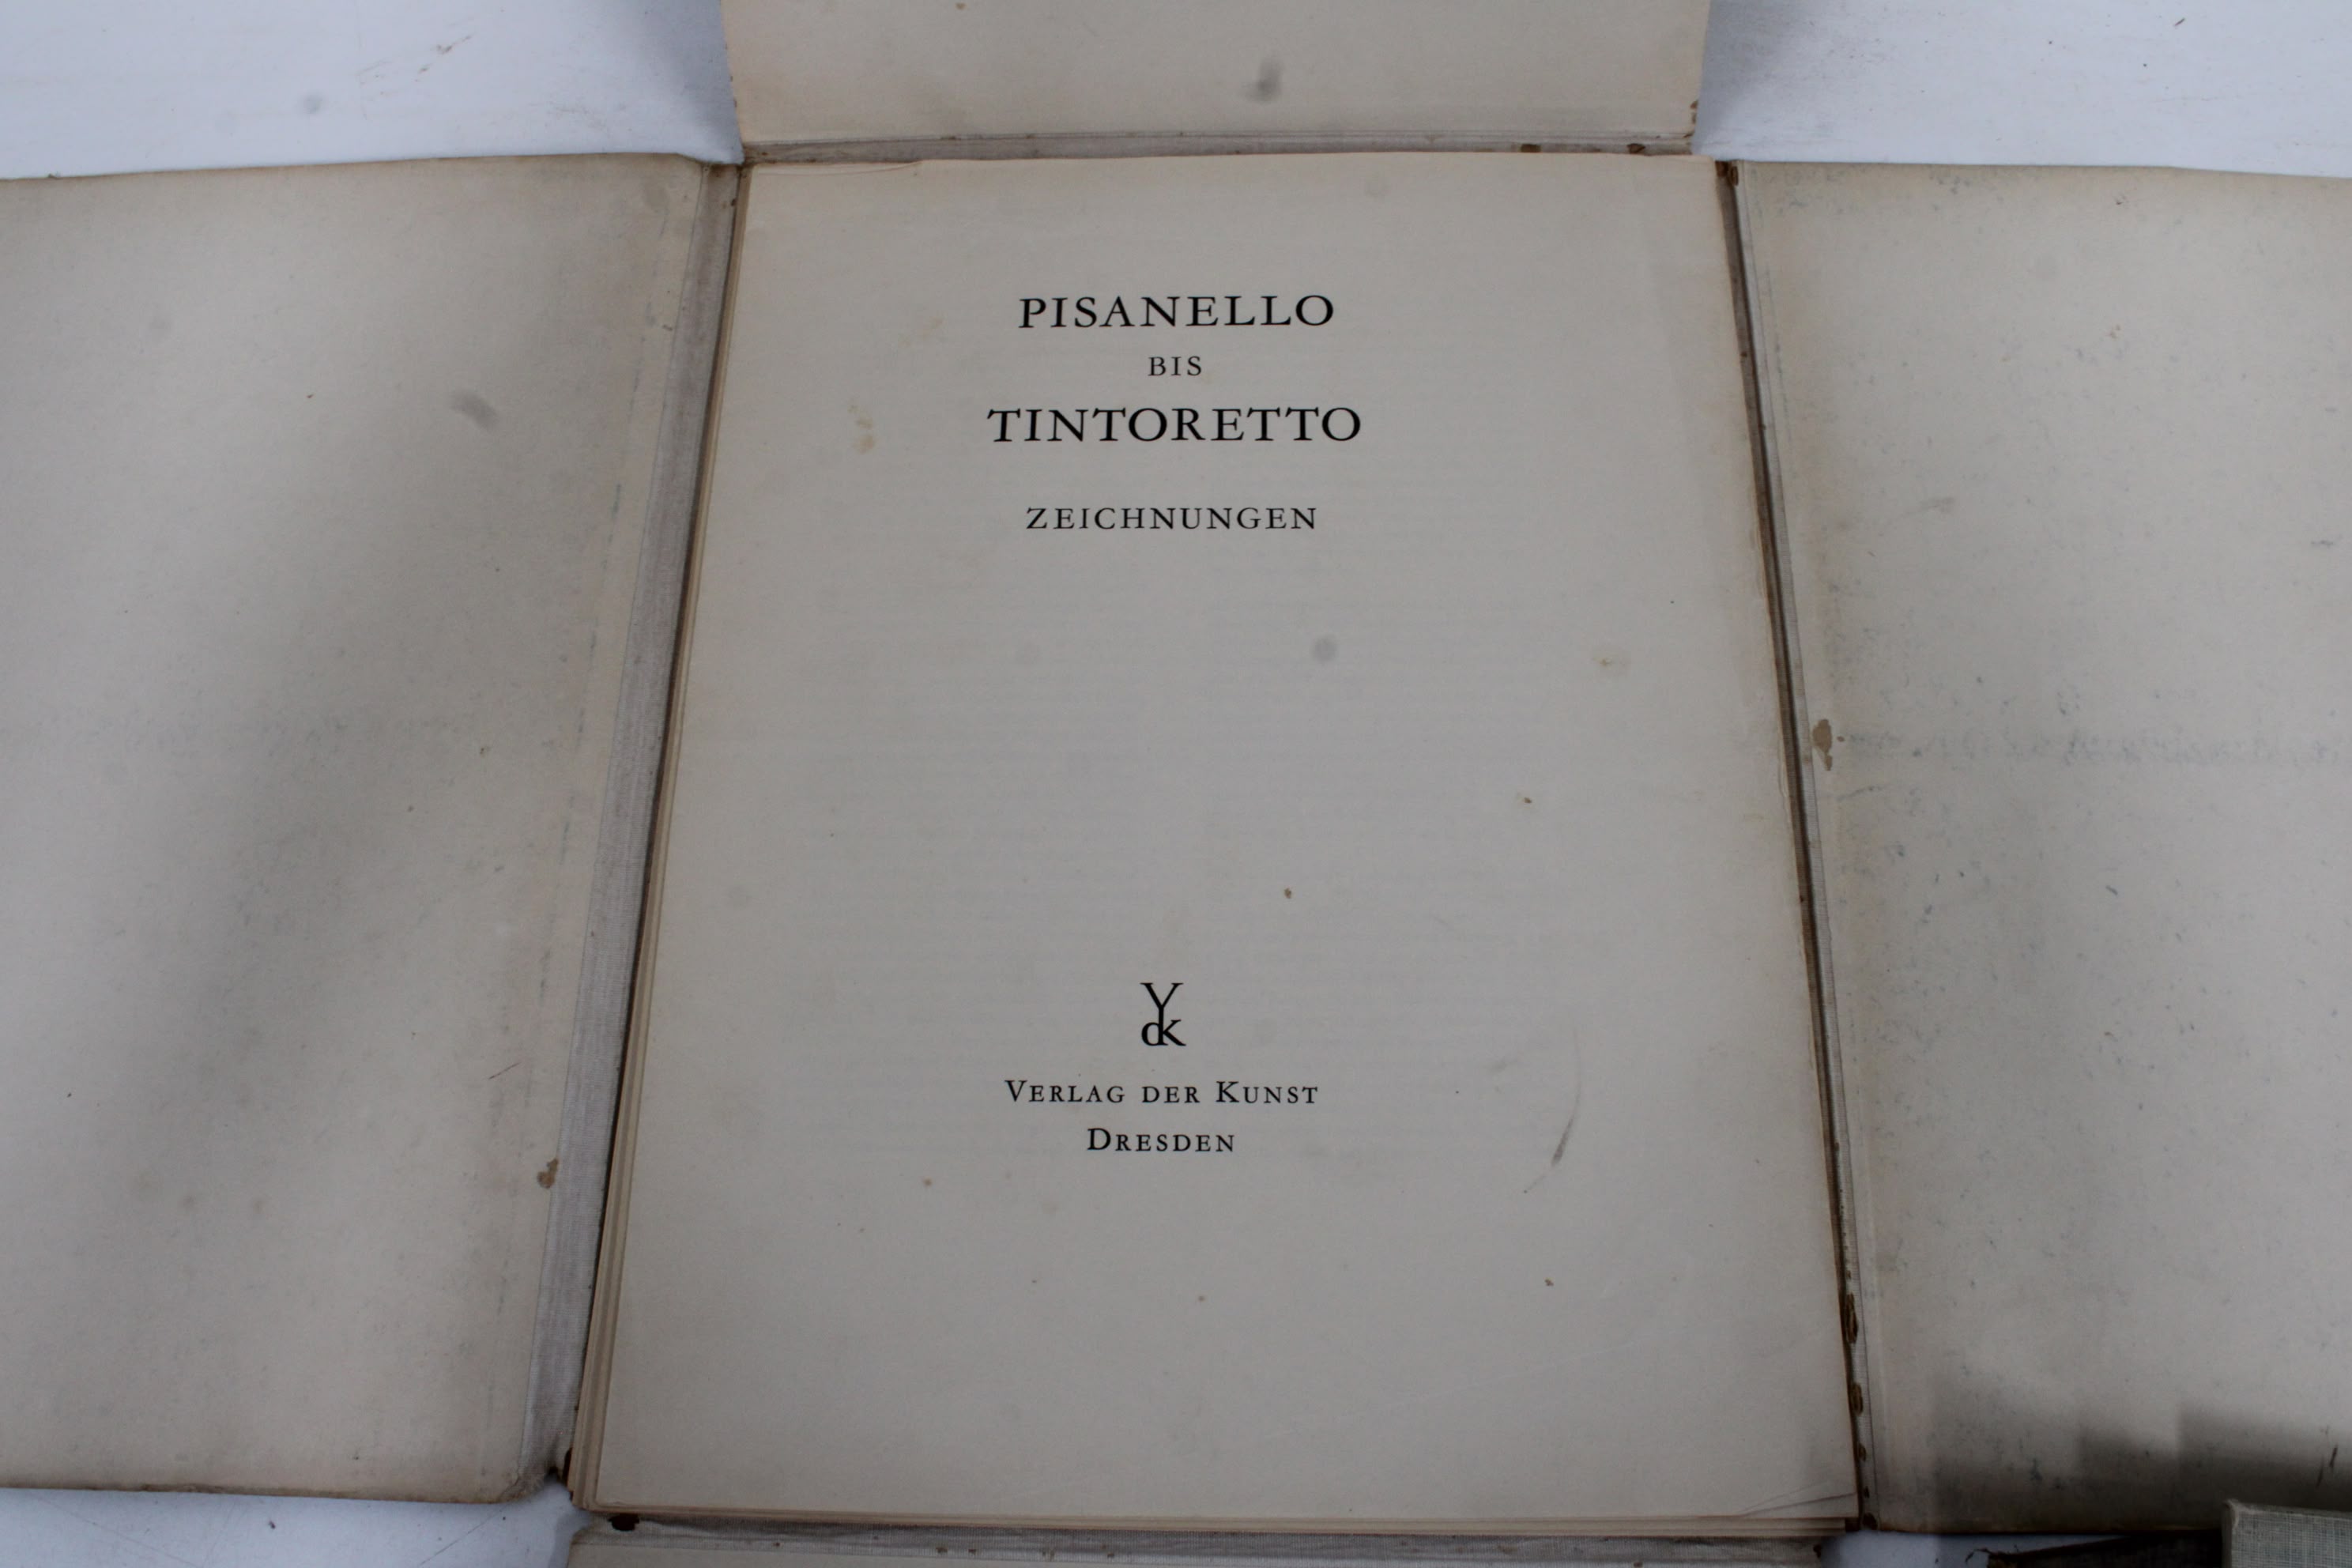 PISANELLO
BIS
TINTORETTO
ZEICHNUNGEN
VdK
VERLAG DER KUNST
DRESDEN